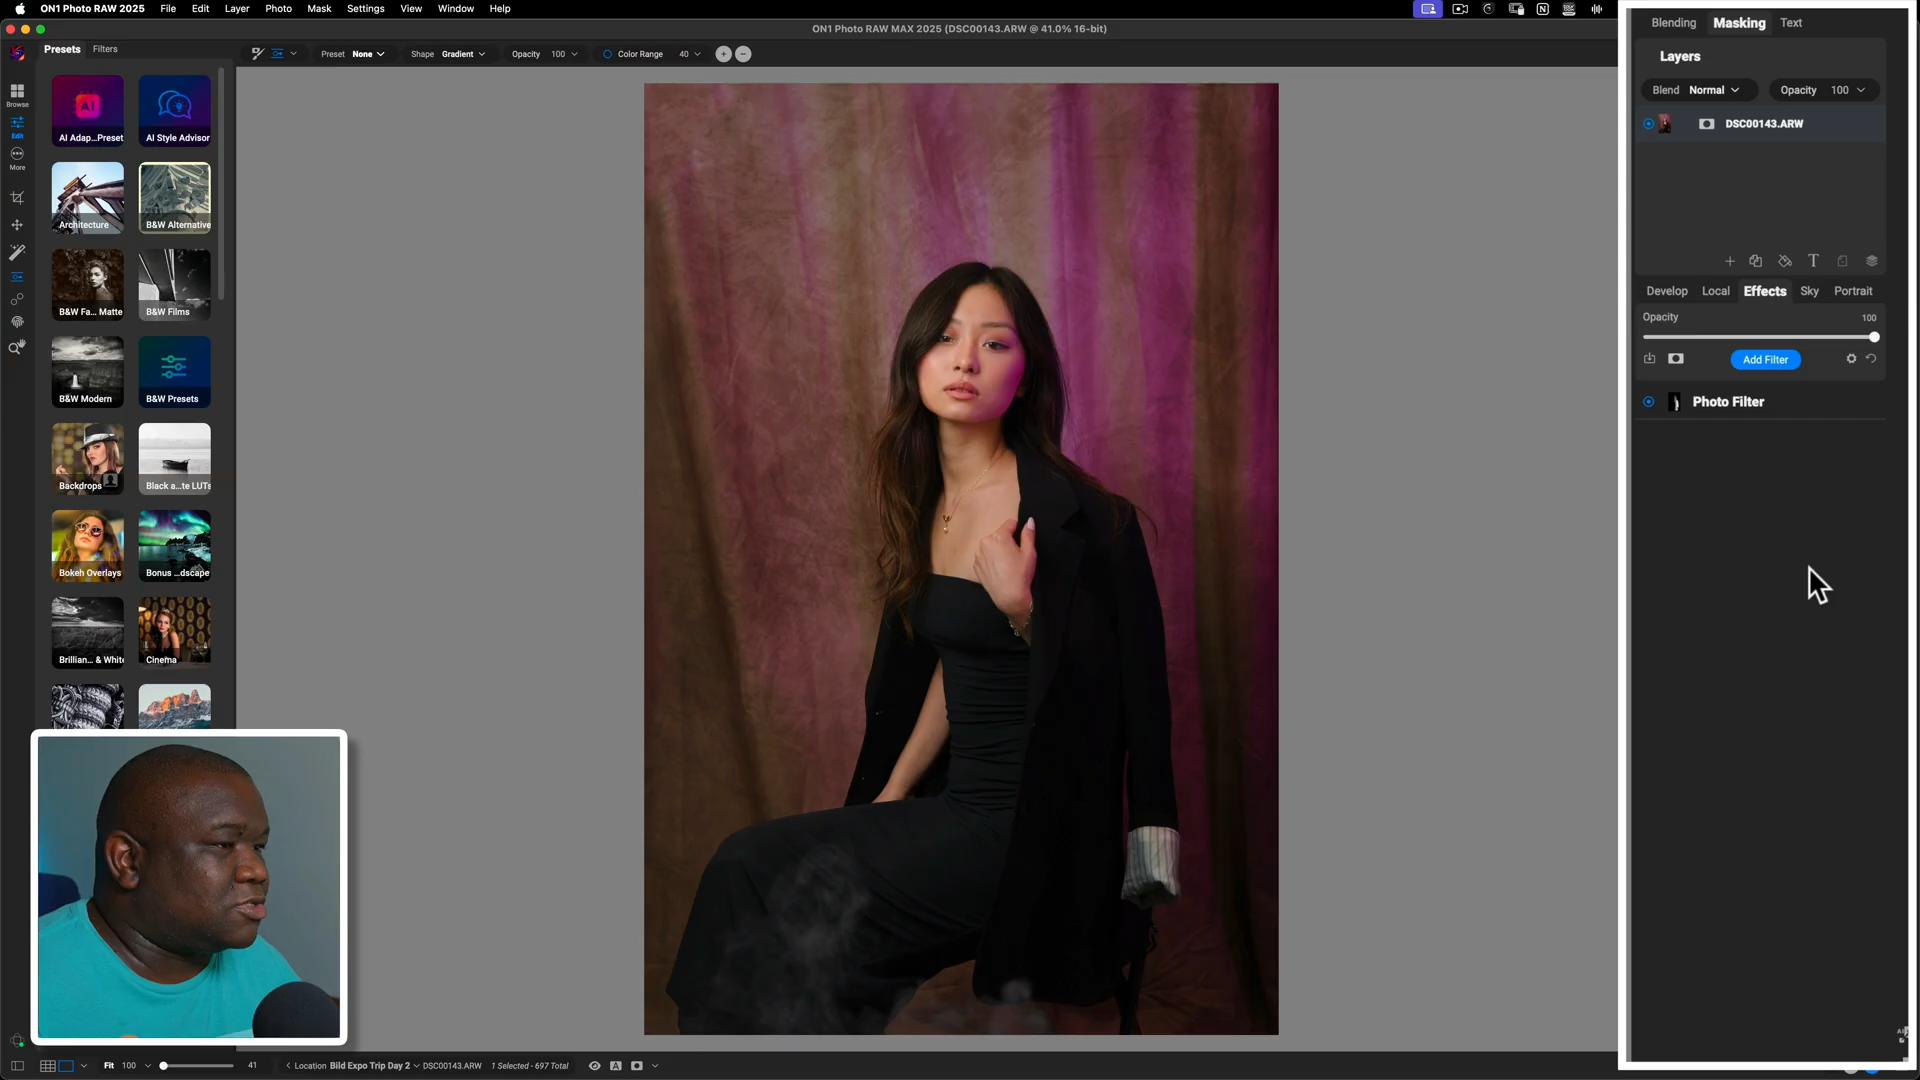 ON1 Photo RAW 2025 File Edit Layer Photo Mask Settings View Window Help
ON1 Photo RAW MAX 2025 (DSC00143.ARW @ 41.0% 16-bit)
Presets Filters
Preset None Shape Gradient Opacity 100 Color Range 40
Browse
Edit
More
AI Adap...Preset
AI Style Advisor
Architecture
B&W Alternative
B&W Fa... Matte
B&W Films
B&W Modern
B&W Presets
Backdrops
Black a...te LUTs
Bokeh Overlays
Bonus ...dscape
Brillian... & White
Cinema
Blending Masking Text
Layers
Blend Normal Opacity 100
DSC00143.ARW
Develop Local Effects Sky Portrait
Opacity 100
Add Filter
Photo Filter
Fit 100 41 Location Bild Expo Trip Day 2 DSC00143.ARW 1 Selected - 697 Total